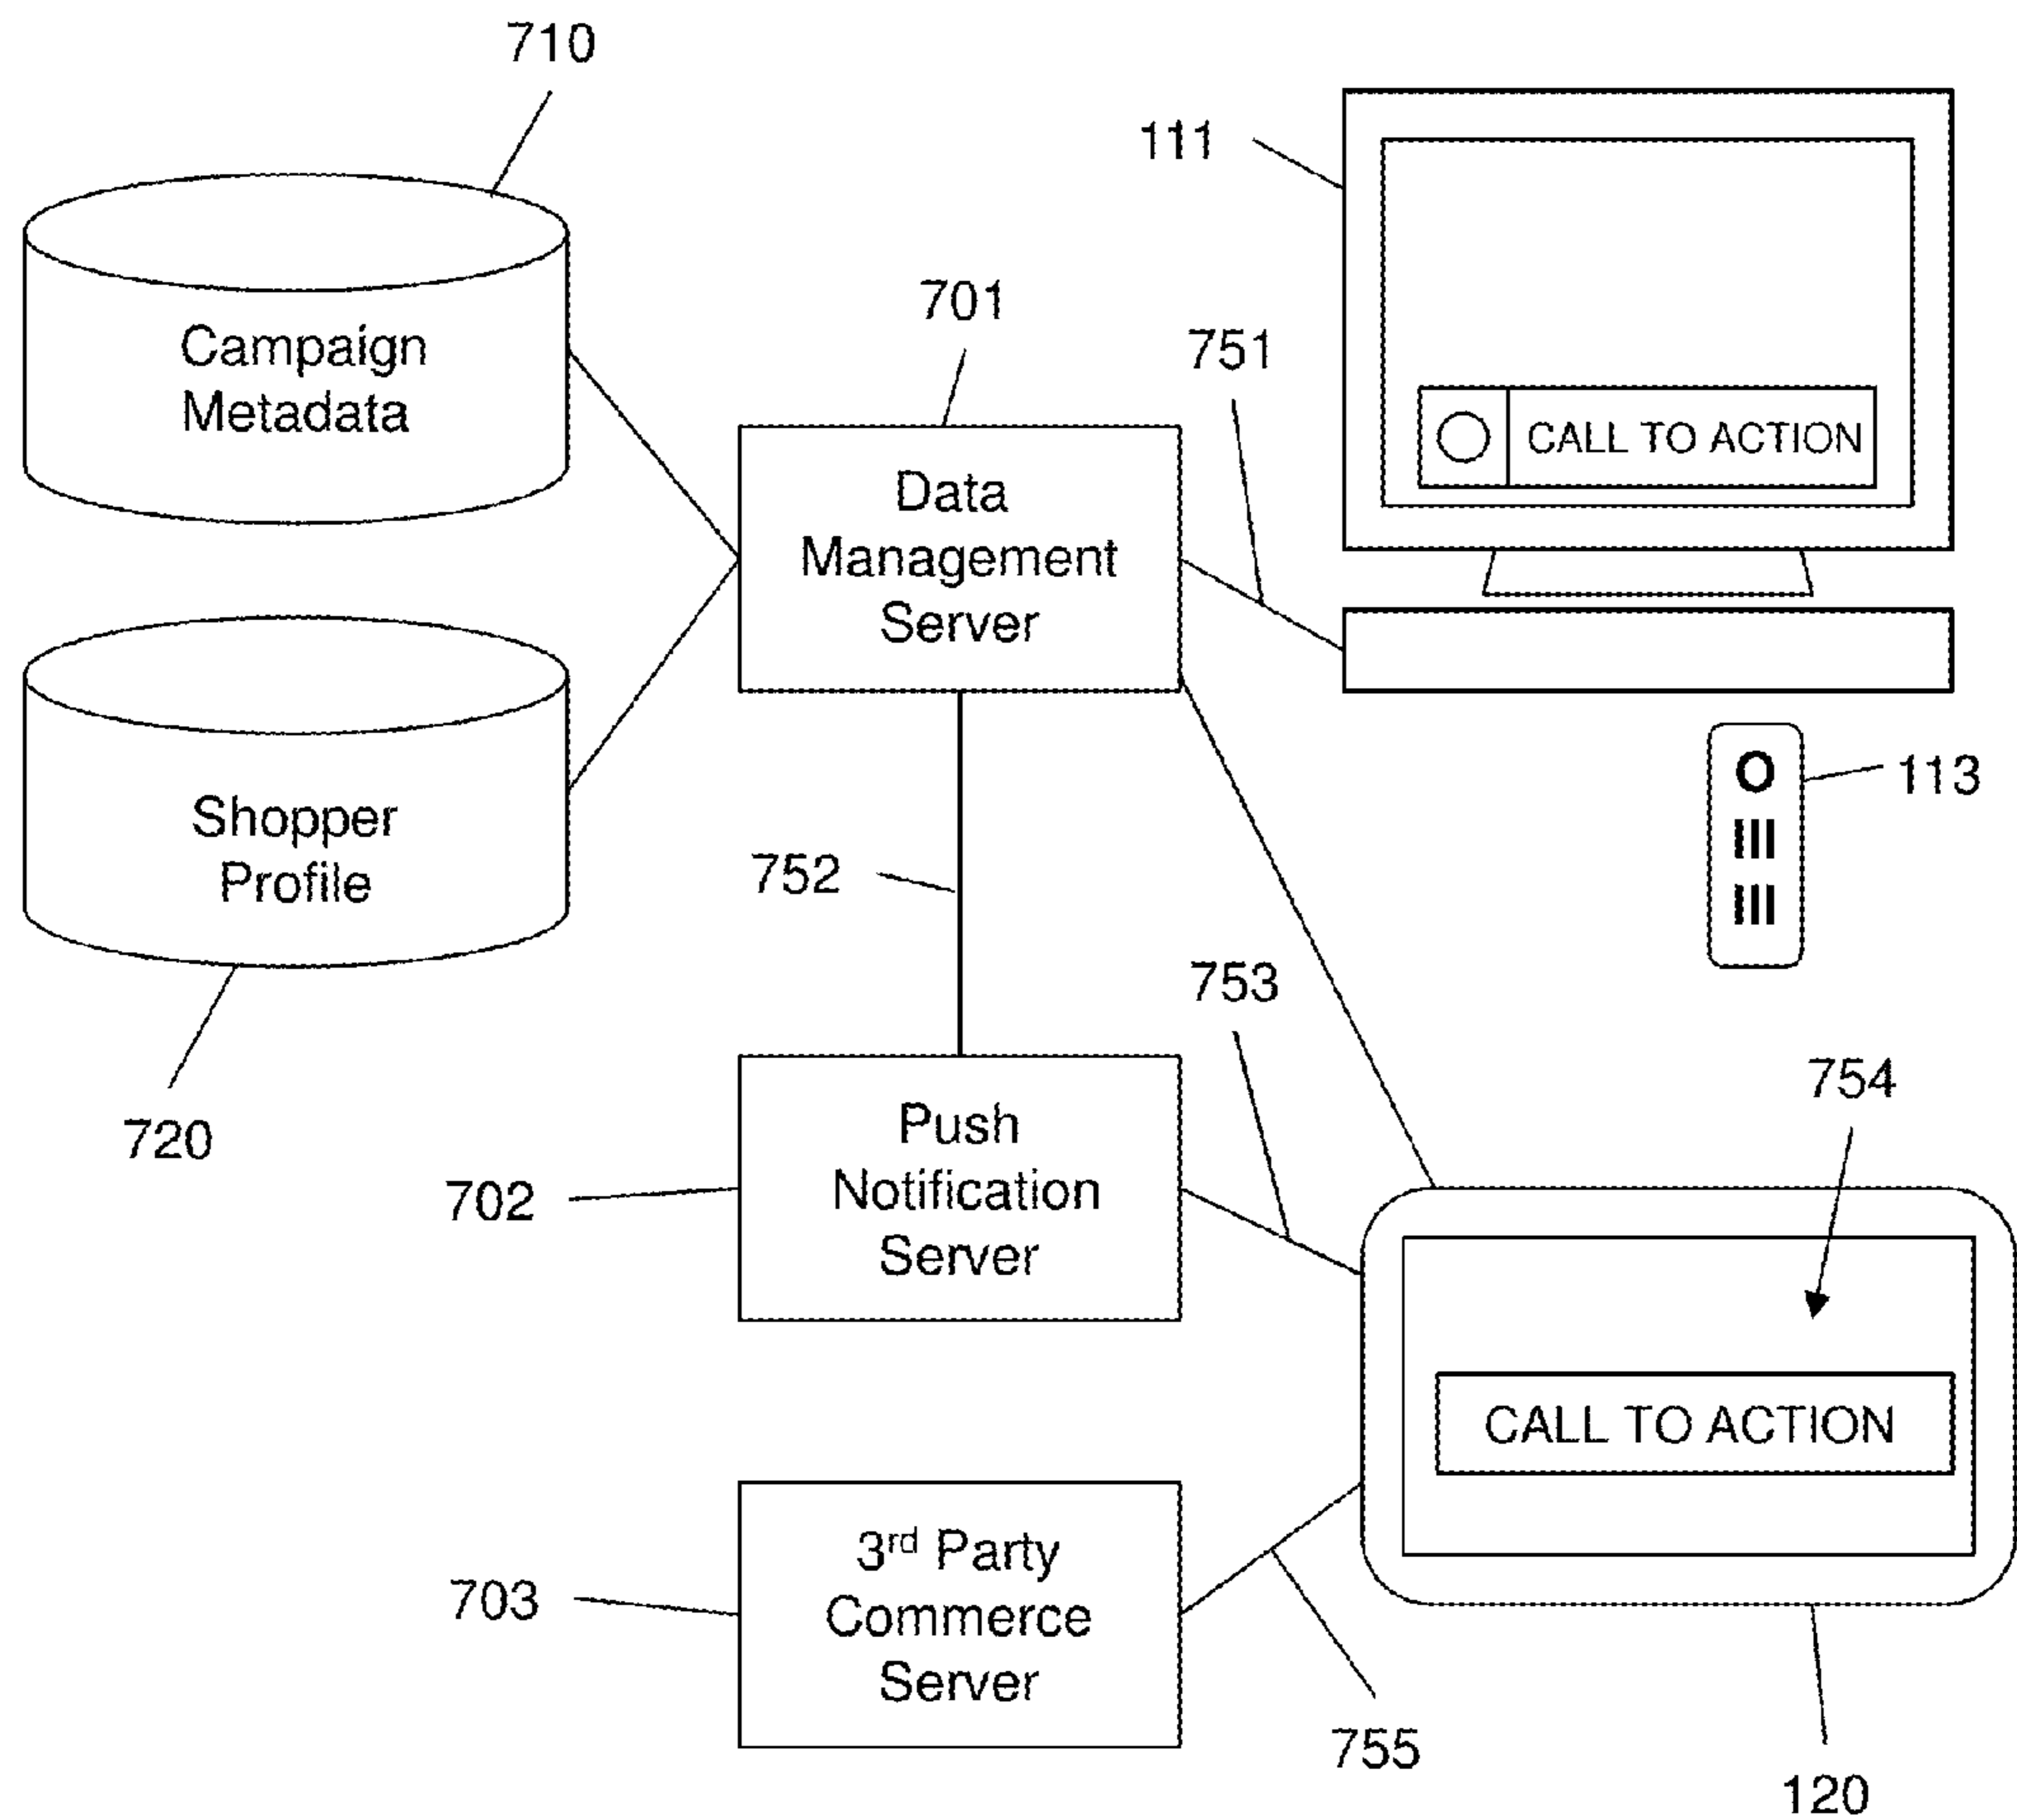 710
111
701
751
Campaign
Metadata
CALL TO ACTION
Data
Management
Server
113
Shopper
Profile
752
753
754
720
702
Push
Notification
Server
CALL TO ACTION
703
3rd Party
Commerce
Server
755
120